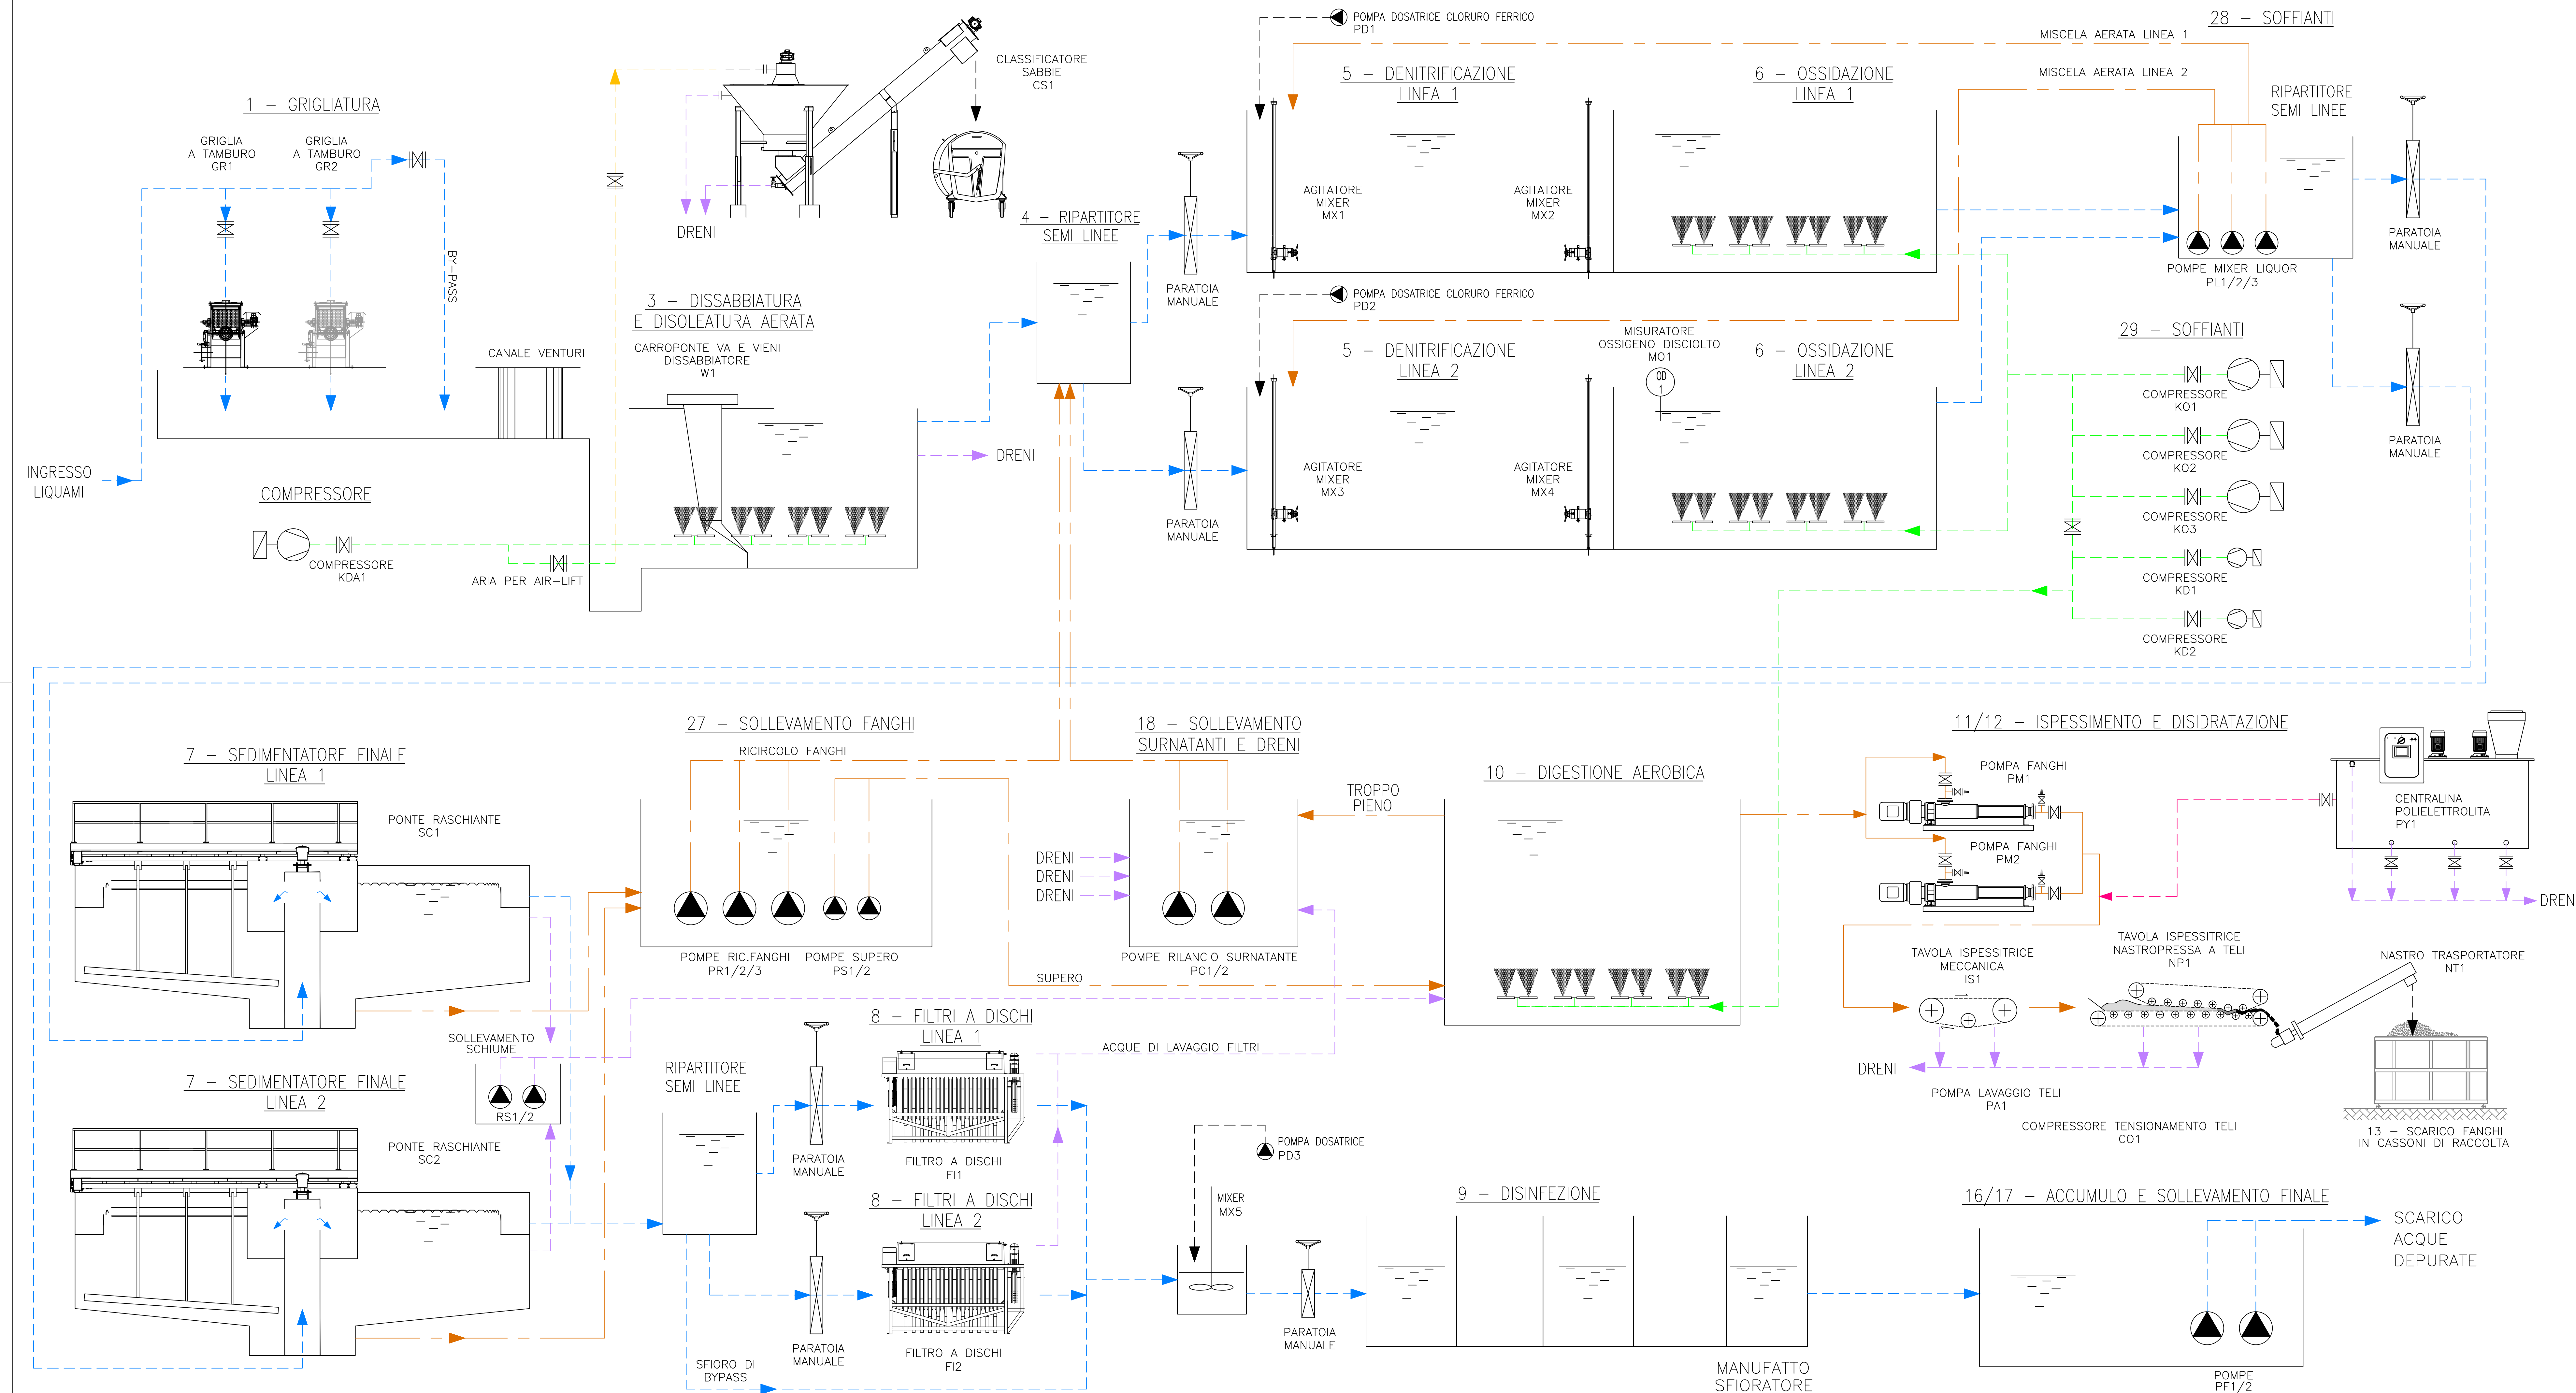 1 – GRIGLIATURA
GRIGLIA
A TAMBURO
GR1
GRIGLIA
A TAMBURO
GR2
BY-PASS
INGRESSO
LIQUAMI
CANALE VENTURI
COMPRESSORE
COMPRESSORE
KDA1
ARIA PER AIR-LIFT
CLASSIFICATORE
SABBIE
CS1
DRENI
3 – DISSABBIATURA
E DISOLEATURA AERATA
CARROPONTE VA E VIENI
DISSABBIATORE
W1
DRENI
4 – RIPARTITORE
SEMI LINEE
PARATOIA
MANUALE
PARATOIA
MANUALE
POMPA DOSATRICE CLORURO FERRICO
PD1
5 – DENITRIFICAZIONE
LINEA 1
AGITATORE
MIXER
MX1
AGITATORE
MIXER
MX2
6 – OSSIDAZIONE
LINEA 1
POMPA DOSATRICE CLORURO FERRICO
PD2
5 – DENITRIFICAZIONE
LINEA 2
AGITATORE
MIXER
MX3
AGITATORE
MIXER
MX4
MISURATORE
OSSIGENO DISCIOLTO
MO1
OD
1
6 – OSSIDAZIONE
LINEA 2
28 – SOFFIANTI
MISCELA AERATA LINEA 1
MISCELA AERATA LINEA 2
RIPARTITORE
SEMI LINEE
POMPE MIXER LIQUOR
PL1/2/3
PARATOIA
MANUALE
PARATOIA
MANUALE
29 – SOFFIANTI
COMPRESSORE
KO1
COMPRESSORE
KO2
COMPRESSORE
KO3
COMPRESSORE
KD1
COMPRESSORE
KD2
7 – SEDIMENTATORE FINALE
LINEA 1
PONTE RASCHIANTE
SC1
7 – SEDIMENTATORE FINALE
LINEA 2
PONTE RASCHIANTE
SC2
SOLLEVAMENTO
SCHIUME
RS1/2
27 – SOLLEVAMENTO FANGHI
RICIRCOLO FANGHI
POMPE RIC.FANGHI
PR1/2/3
POMPE SUPERO
PS1/2
SUPERO
18 – SOLLEVAMENTO
SURNATANTI E DRENI
DRENI
DRENI
DRENI
POMPE RILANCIO SURNATANTE
PC1/2
TROPPO
PIENO
10 – DIGESTIONE AEROBICA
11/12 – ISPESSIMENTO E DISIDRATAZIONE
POMPA FANGHI
PM1
POMPA FANGHI
PM2
CENTRALINA
POLIELETTROLITA
PY1
DREN
TAVOLA ISPESSITRICE
MECCANICA
IS1
TAVOLA ISPESSITRICE
NASTROPRESSA A TELI
NP1
NASTRO TRASPORTATORE
NT1
DRENI
POMPA LAVAGGIO TELI
PA1
COMPRESSORE TENSIONAMENTO TELI
CO1
13 – SCARICO FANGHI
IN CASSONI DI RACCOLTA
RIPARTITORE
SEMI LINEE
PARATOIA
MANUALE
8 – FILTRI A DISCHI
LINEA 1
FILTRO A DISCHI
FI1
ACQUE DI LAVAGGIO FILTRI
8 – FILTRI A DISCHI
LINEA 2
FILTRO A DISCHI
FI2
PARATOIA
MANUALE
SFIORO DI
BYPASS
POMPA DOSATRICE
PD3
MIXER
MX5
PARATOIA
MANUALE
9 – DISINFEZIONE
MANUFATTO
SFIORATORE
16/17 – ACCUMULO E SOLLEVAMENTO FINALE
POMPE
PF1/2
SCARICO
ACQUE
DEPURATE